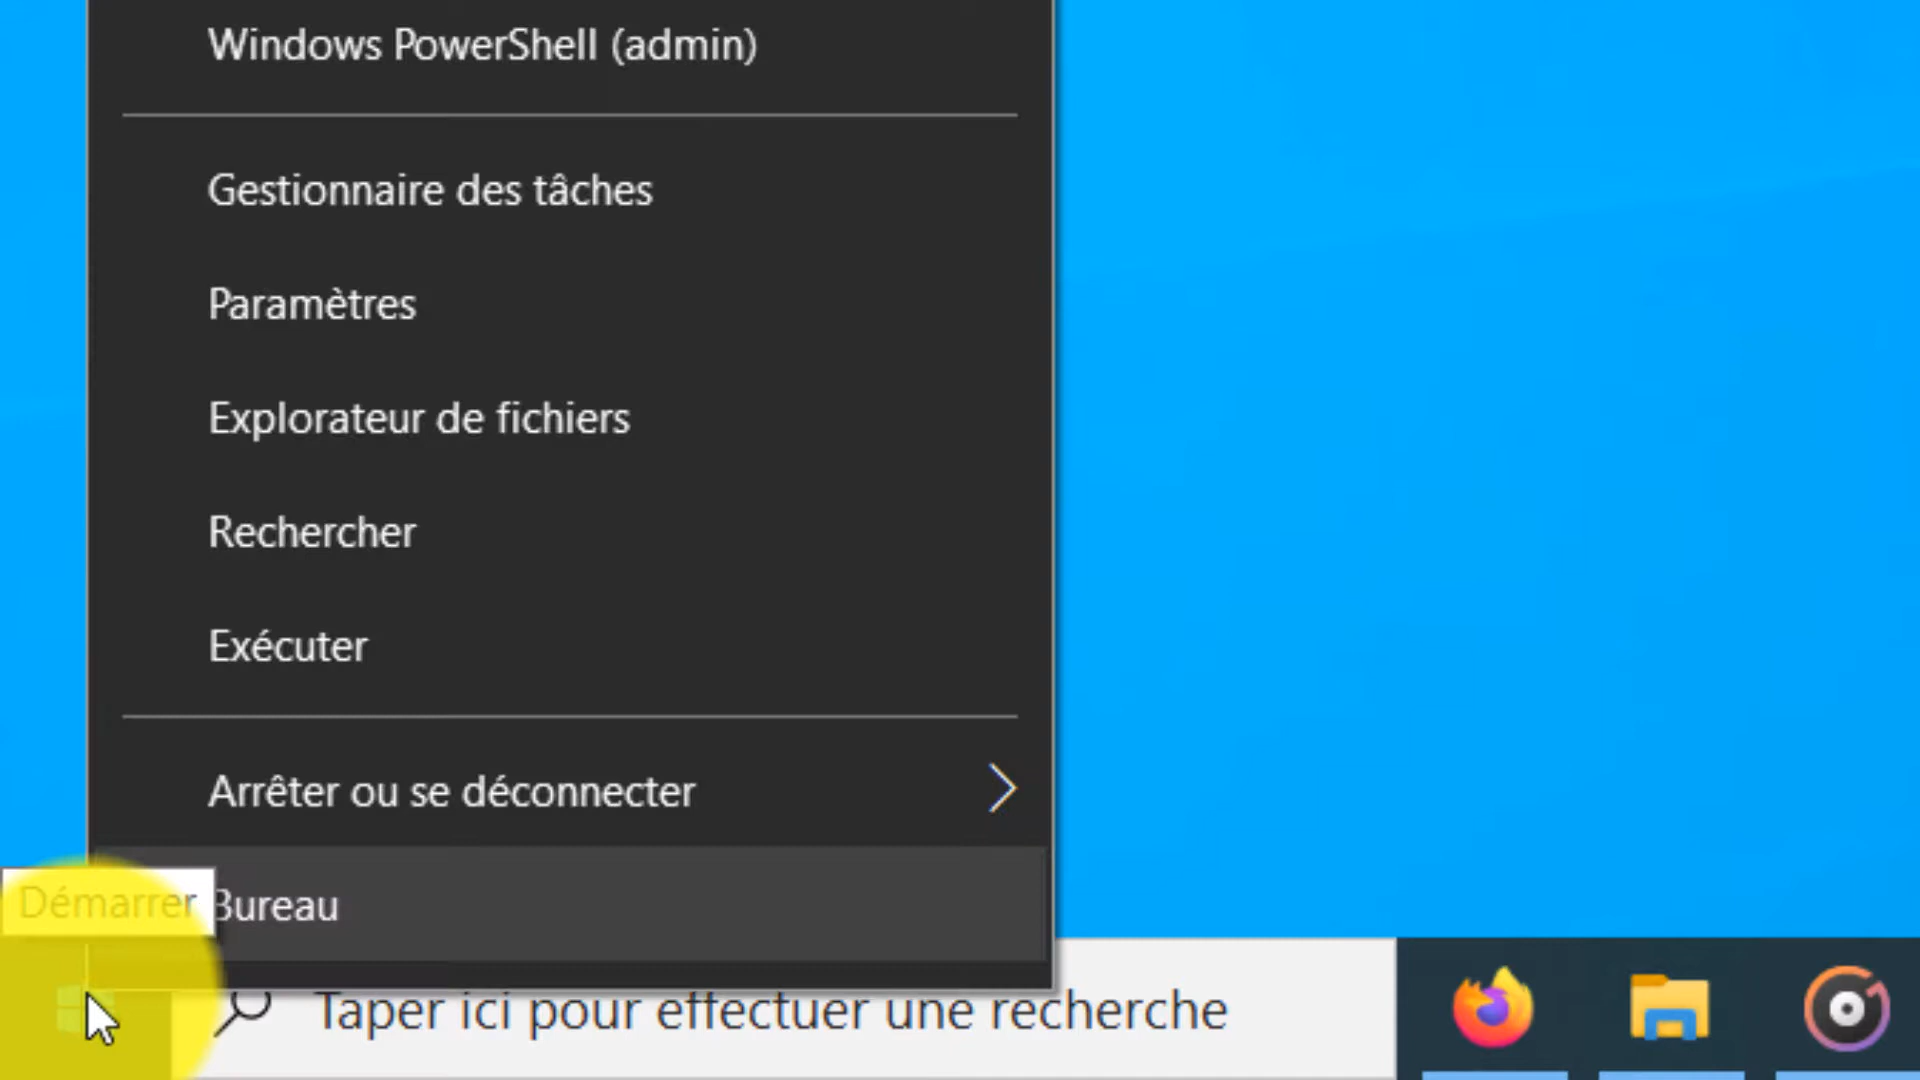 Windows PowerShell (admin)
Gestionnaire des tâches
Paramètres
Explorateur de fichiers
Rechercher
Exécuter
Arrêter ou se déconnecter
Démarrer
Bureau
Taper ici pour effectuer une recherche